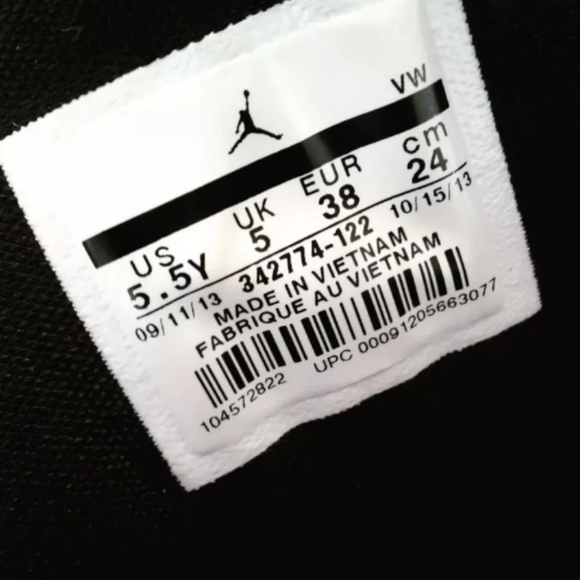 VW
US UK EUR cm
5.5Y 5 38 24
09/11/13 342774-122 10/15/13
MADE IN VIETNAM
FABRIQUE AU VIETNAM
104572822 UPC 00091205663077